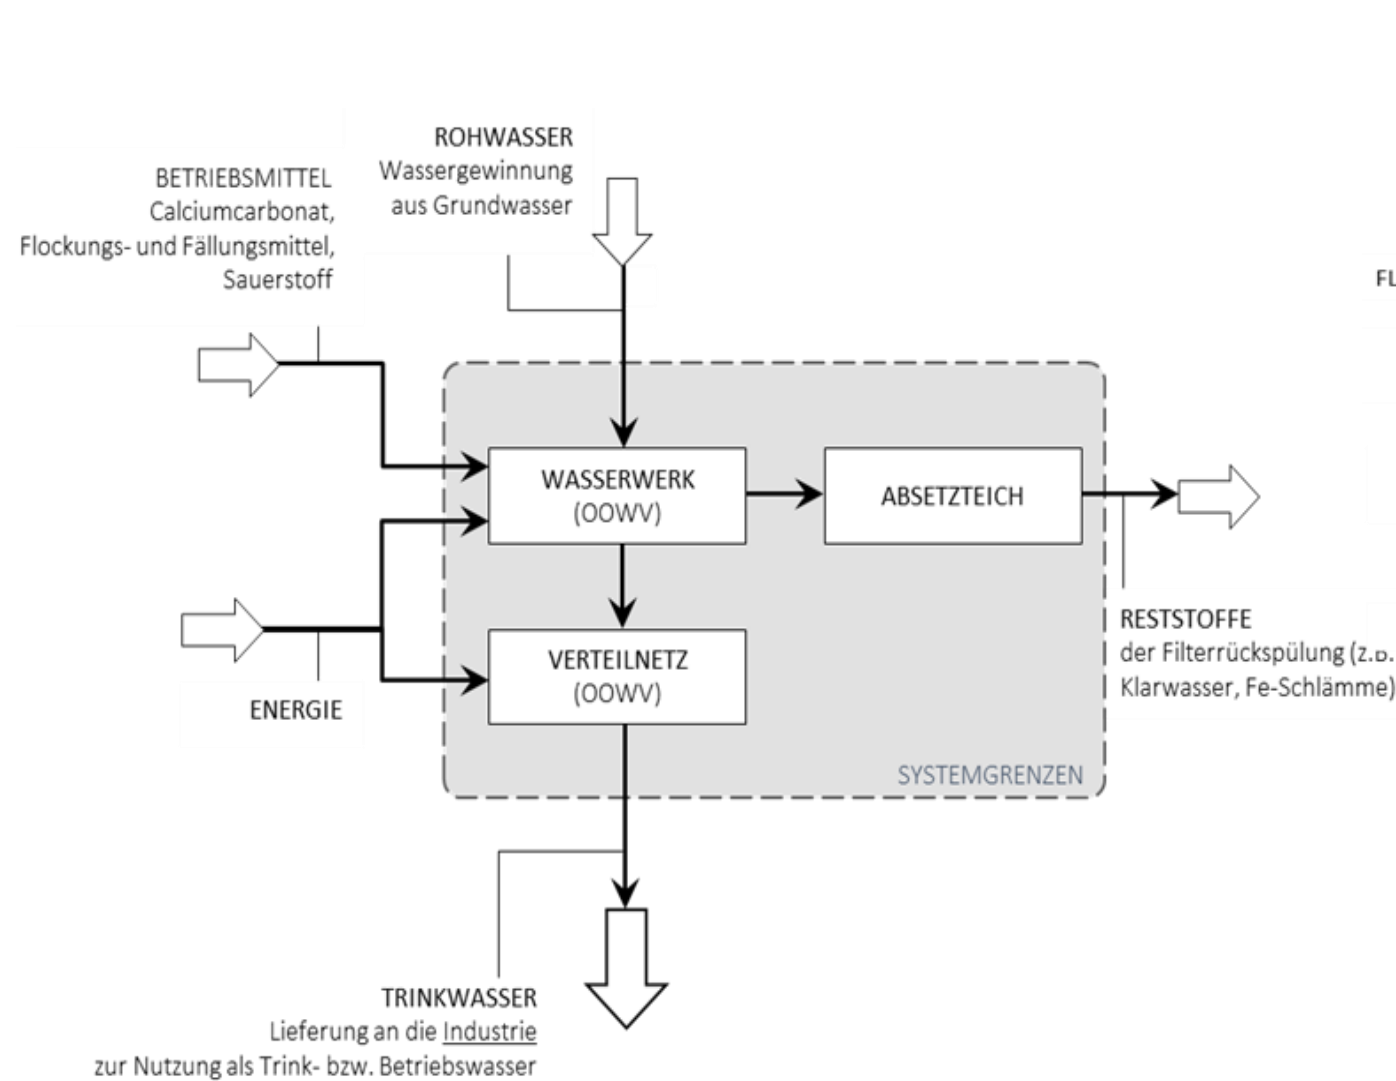 ROHWASSER
Wassergewinnung
aus Grundwasser
BETRIEBSMITTEL
Calciumcarbonat,
Flockungs- und Fällungsmittel,
Sauerstoff
FL
WASSERWERK
(OOWV)
ABSETZTEICH
VERTEILNETZ
(OOWV)
ENERGIE
RESTSTOFFE
der Filterrückspülung (z.B.
Klarwasser, Fe-Schlämme)
SYSTEMGRENZEN
TRINKWASSER
Lieferung an die Industrie
zur Nutzung als Trink- bzw. Betriebswasser